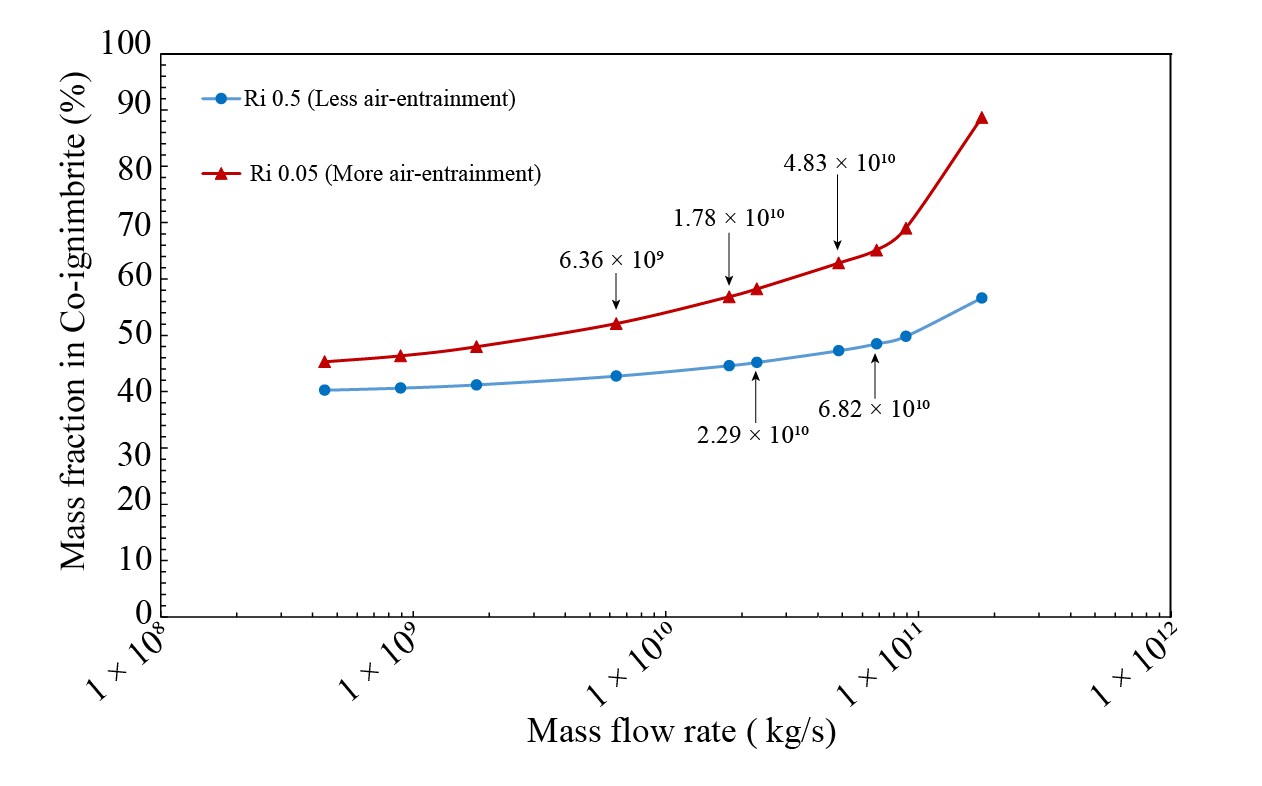 100
90
80
70
60
50
40
30
20
10
0
Mass fraction in Co-ignimbrite (%)
Ri 0.5 (Less air-entrainment)
Ri 0.05 (More air-entrainment)
4.83 × 10¹⁰
1.78 × 10¹⁰
6.36 × 10⁹
6.82 × 10¹⁰
2.29 × 10¹⁰
1 × 10⁸
1 × 10⁹
1 × 10¹⁰
1 × 10¹¹
1 × 10¹²
Mass flow rate ( kg/s)